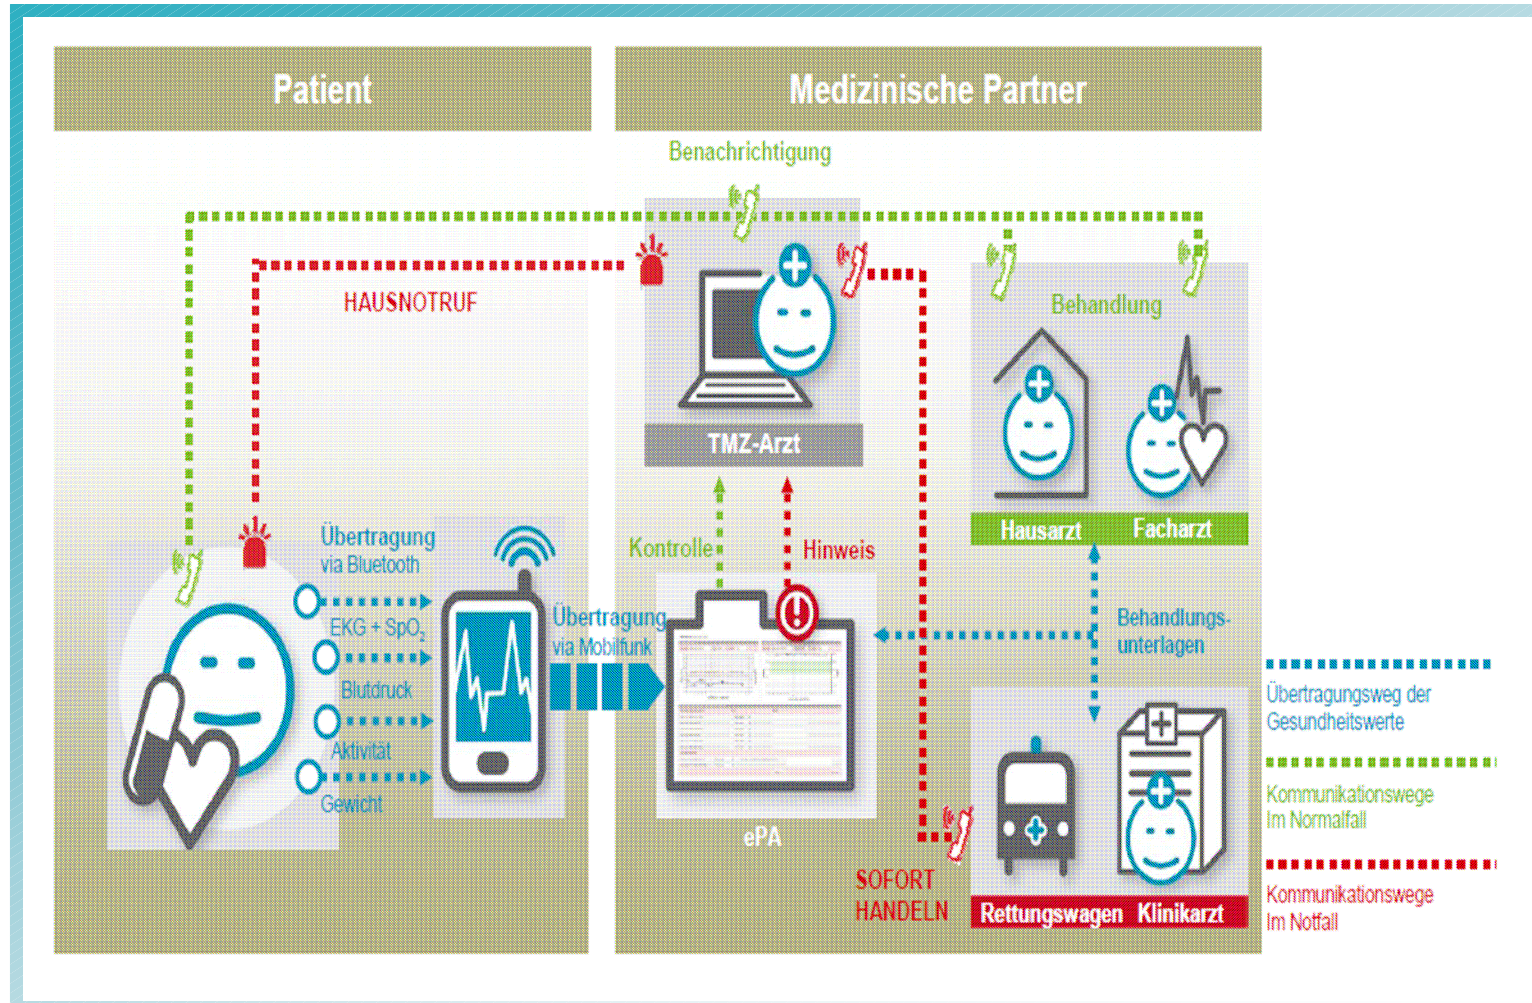 Patient
Medizinische Partner
Benachrichtigung
HAUSNOTRUF
Behandlung
TMZ-Arzt
Hausarzt
Facharzt
Übertragung
via Bluetooth
EKG + SpO₂
Blutdruck
Aktivität
Gewicht
Übertragung
via Mobilfunk
Kontrolle
Hinweis
ePA
Behandlungs-
unterlagen
SOFORT
HANDELN
Rettungswagen
Klinikarzt
Übertragungsweg der
Gesundheitswerte
Kommunikationswege
Im Normalfall
Kommunikationswege
Im Notfall